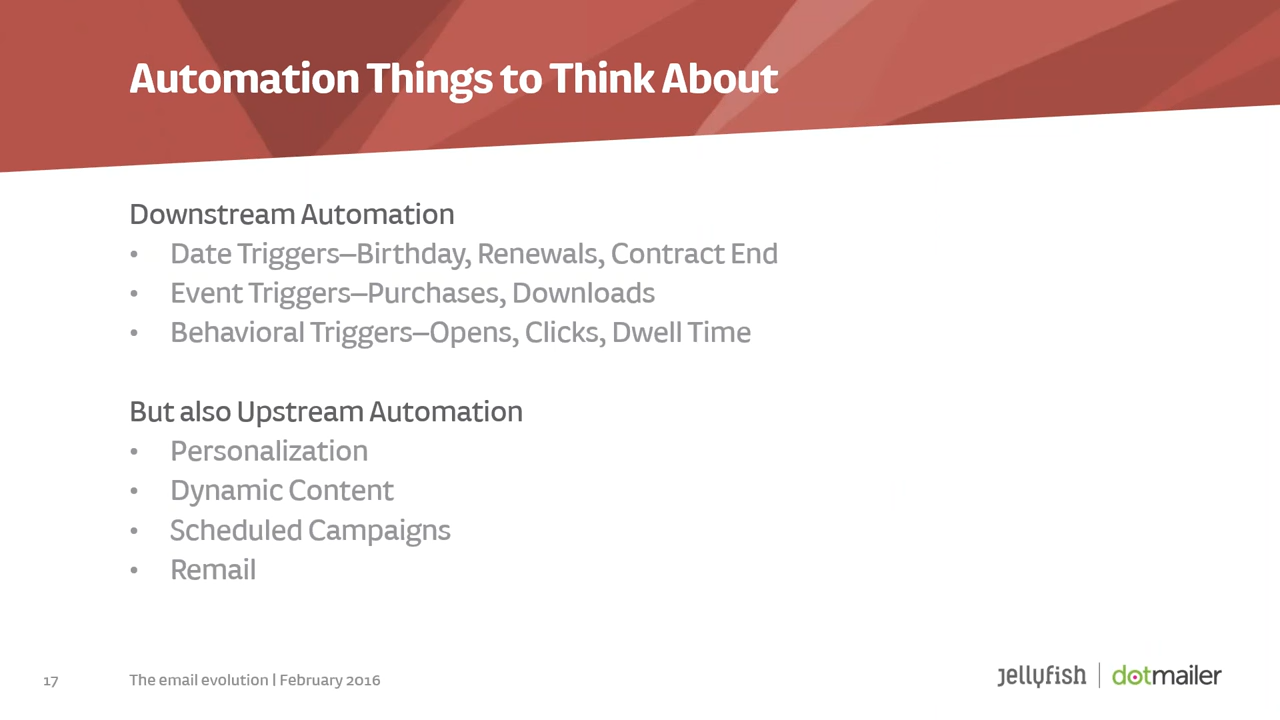 Automation Things to Think About
Downstream Automation
• Date Triggers–Birthday, Renewals, Contract End
• Event Triggers–Purchases, Downloads
• Behavioral Triggers–Opens, Clicks, Dwell Time
But also Upstream Automation
• Personalization
• Dynamic Content
• Scheduled Campaigns
• Remail
17 The email evolution | February 2016 jellyfish | dotmailer